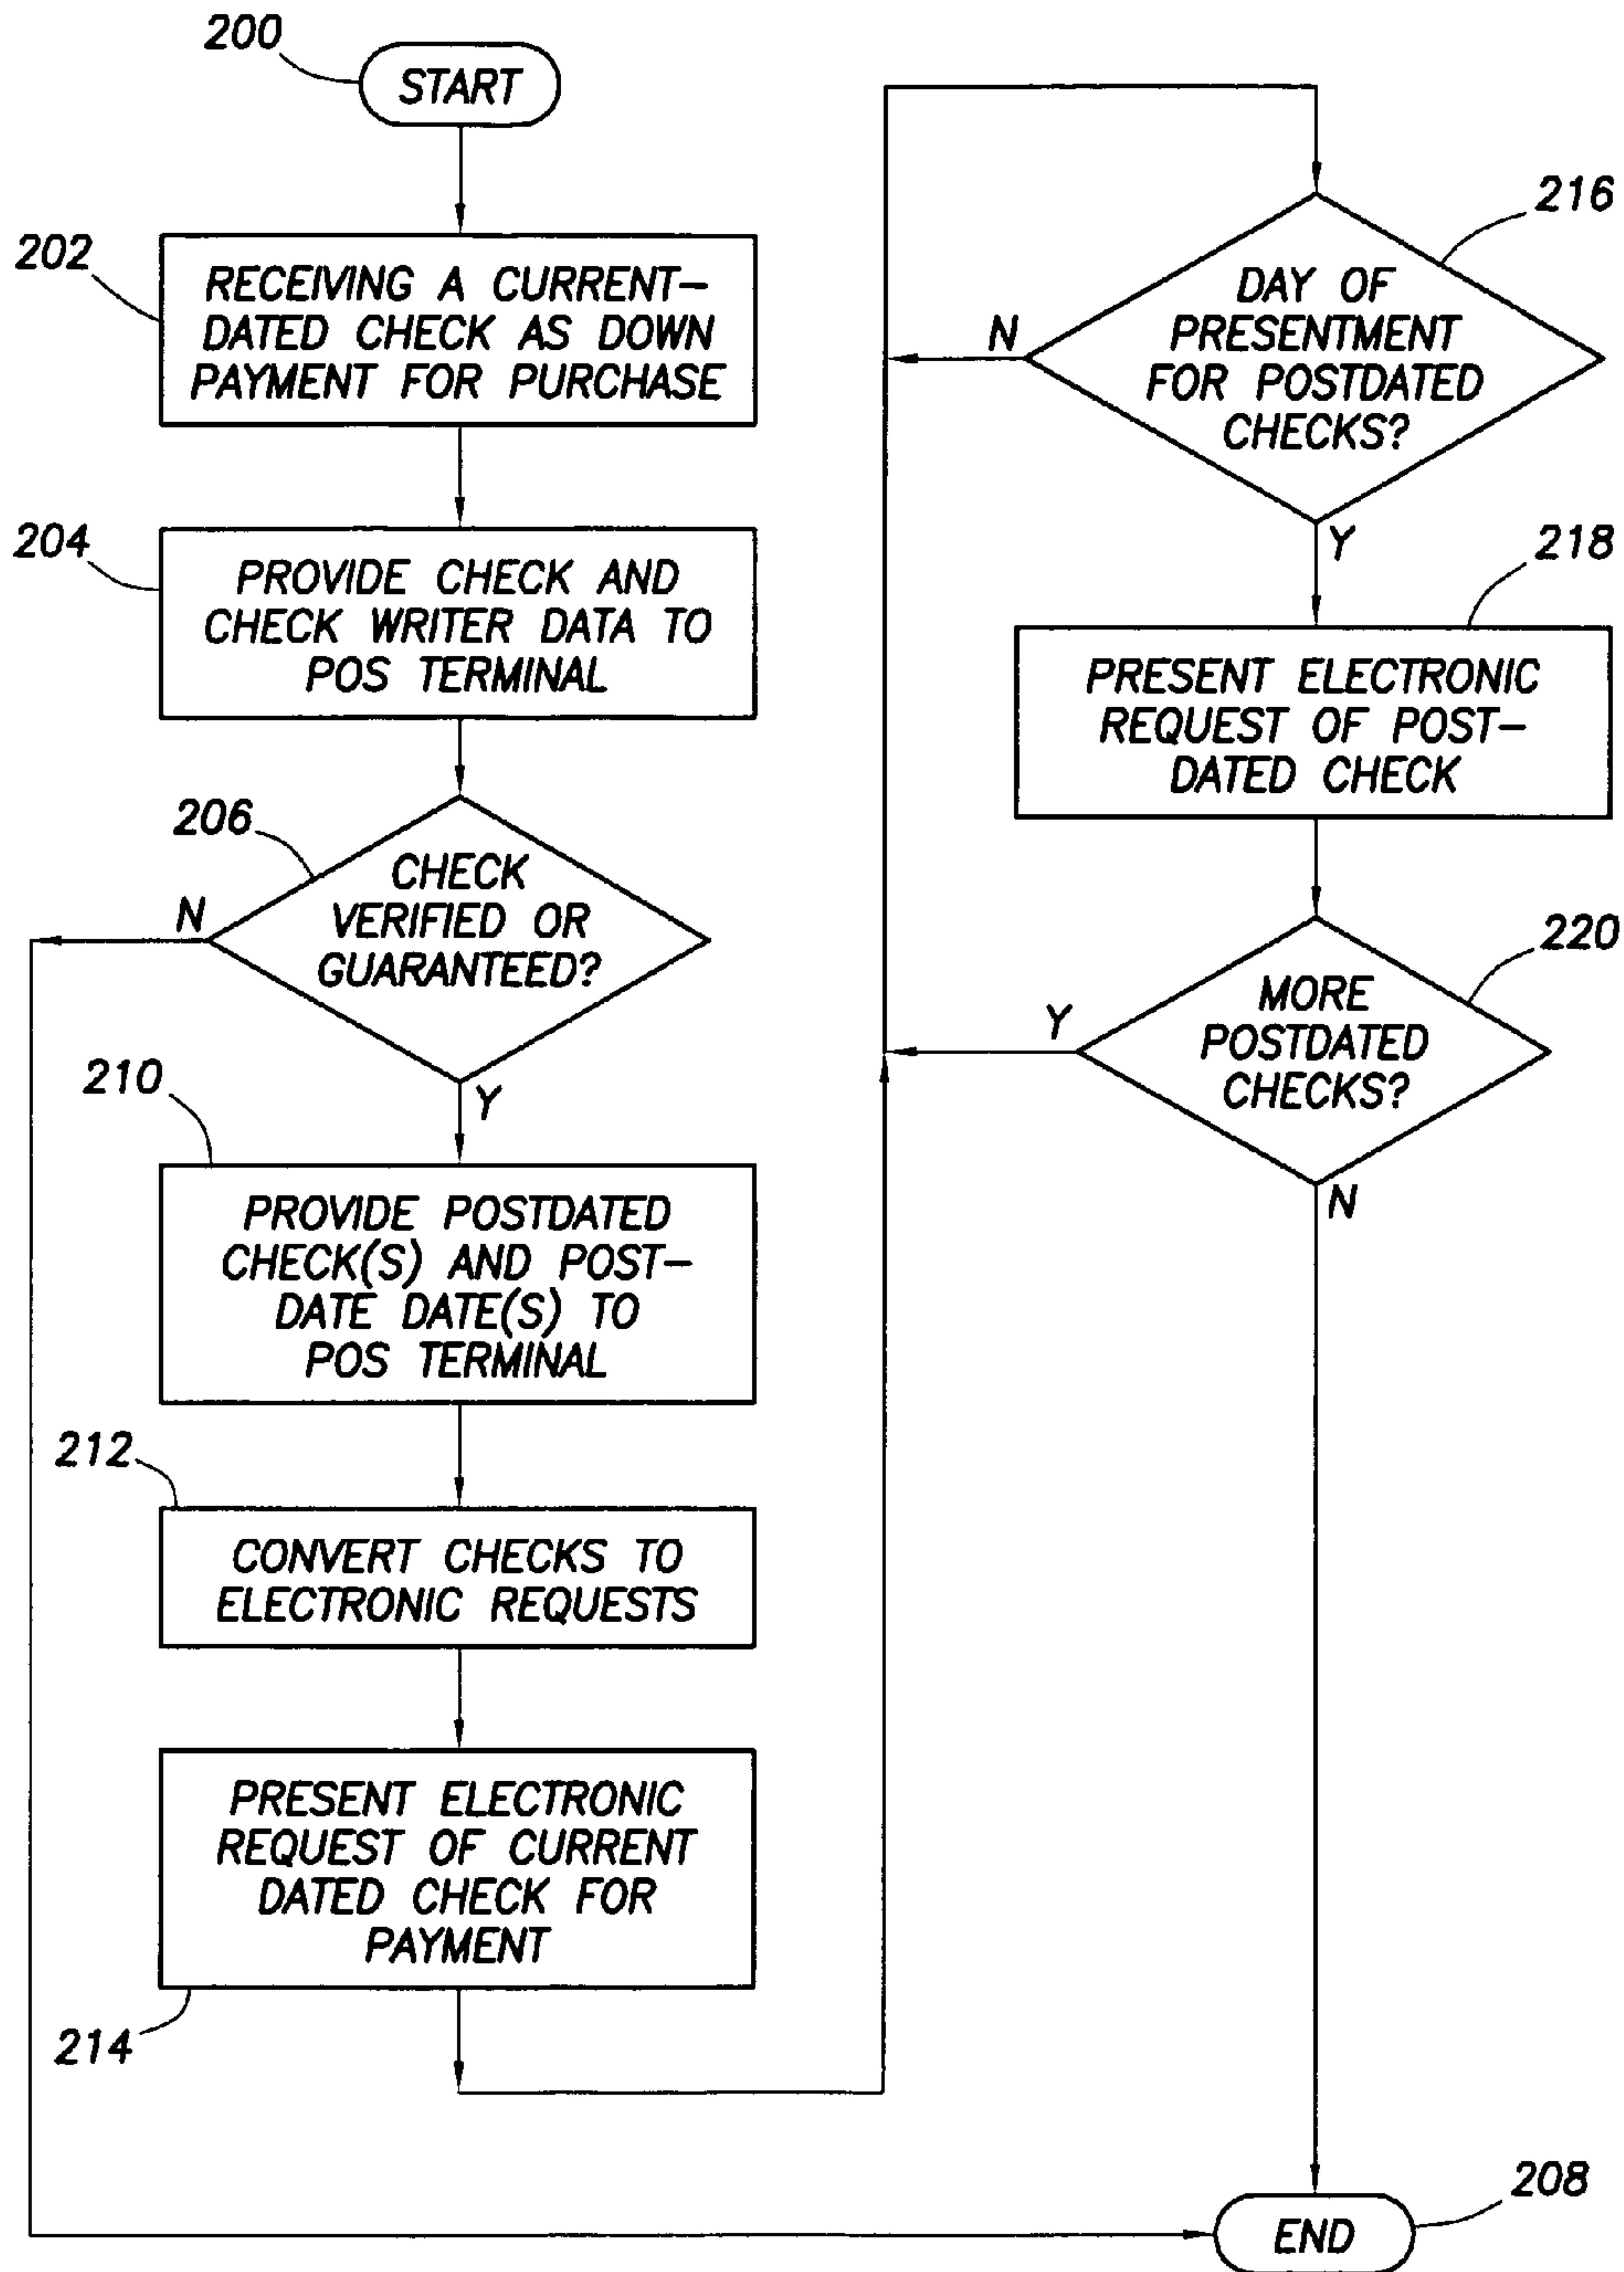 200
START
202
RECEIVING A CURRENT-
DATED CHECK AS DOWN
PAYMENT FOR PURCHASE
204
PROVIDE CHECK AND
CHECK WRITER DATA TO
POS TERMINAL
206
CHECK
VERIFIED OR
GUARANTEED?
N
Y
210
PROVIDE POSTDATED
CHECK(S) AND POST-
DATE DATE(S) TO
POS TERMINAL
212
CONVERT CHECKS TO
ELECTRONIC REQUESTS
PRESENT ELECTRONIC
REQUEST OF CURRENT
DATED CHECK FOR
PAYMENT
214
216
DAY OF
PRESENTMENT
FOR POSTDATED
CHECKS?
N
Y
218
PRESENT ELECTRONIC
REQUEST OF POST-
DATED CHECK
220
MORE
POSTDATED
CHECKS?
Y
N
208
END